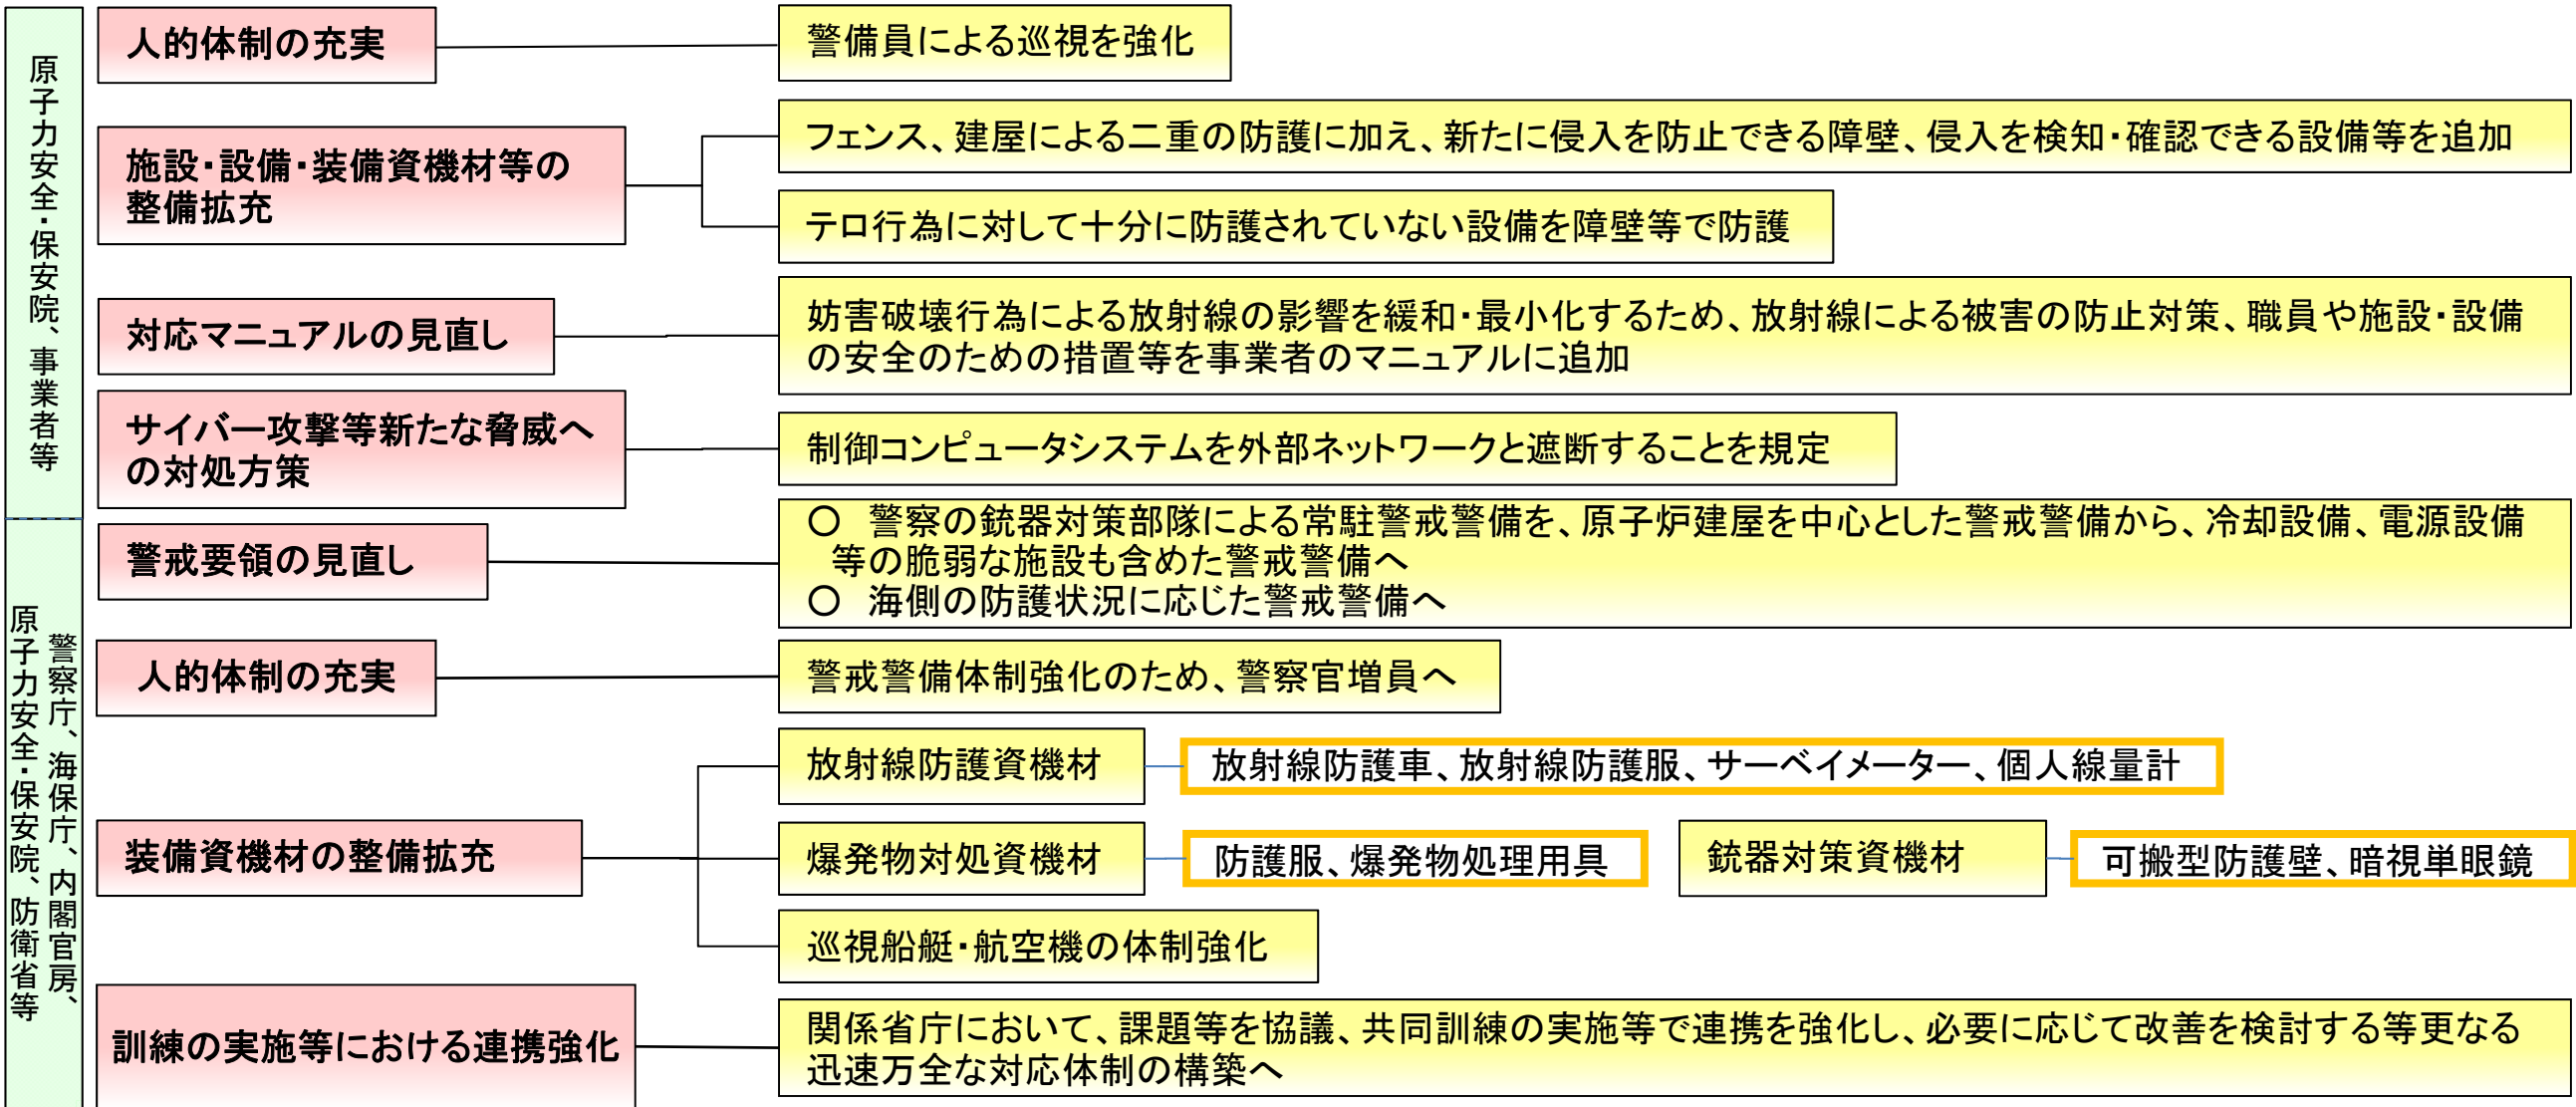 原子力安全・保安院、事業者等
人的体制の充実
警備員による巡視を強化
施設・設備・装備資機材等の
整備拡充
フェンス、建屋による二重の防護に加え、新たに侵入を防止できる障壁、侵入を検知・確認できる設備等を追加
テロ行為に対して十分に防護されていない設備を障壁等で防護
対応マニュアルの見直し
妨害破壊行為による放射線の影響を緩和・最小化するため、放射線による被害の防止対策、職員や施設・設備
の安全のための措置等を事業者のマニュアルに追加
サイバー攻撃等新たな脅威へ
の対処方策
制御コンピュータシステムを外部ネットワークと遮断することを規定
警察庁、海保庁、内閣官房、
原子力安全・保安院、防衛省等
警戒要領の見直し
○ 警察の銃器対策部隊による常駐警戒警備を、原子炉建屋を中心とした警戒警備から、冷却設備、電源設備
等の脆弱な施設も含めた警戒警備へ
○ 海側の防護状況に応じた警戒警備へ
人的体制の充実
警戒警備体制強化のため、警察官増員へ
装備資機材の整備拡充
放射線防護資機材
放射線防護車、放射線防護服、サーベイメーター、個人線量計
爆発物対処資機材
防護服、爆発物処理用具
銃器対策資機材
可搬型防護壁、暗視単眼鏡
巡視船艇・航空機の体制強化
訓練の実施等における連携強化
関係省庁において、課題等を協議、共同訓練の実施等で連携を強化し、必要に応じて改善を検討する等更なる
迅速万全な対応体制の構築へ